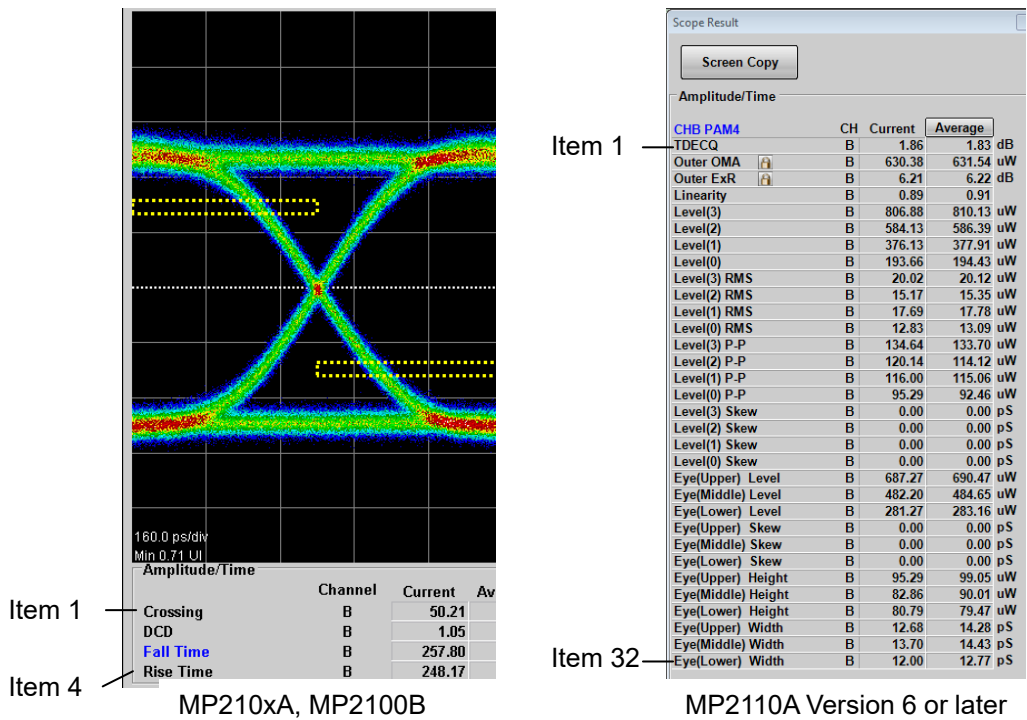 160.0 ps/div
Min 0.71 UI
Amplitude/Time
Channel Current Av
Item 1
Crossing B 50.21
DCD B 1.05
Fall Time B 257.80
Item 4
Rise Time B 248.17
MP210xA, MP2100B
Scope Result
Screen Copy
Amplitude/Time
CHB PAM4 CH Current Average
Item 1
TDECQ B 1.86 1.83 dB
Outer OMA B 630.38 631.54 uW
Outer ExR B 6.21 6.22 dB
Linearity B 0.89 0.91
Level(3) B 806.88 810.13 uW
Level(2) B 584.13 586.39 uW
Level(1) B 376.13 377.91 uW
Level(0) B 193.66 194.43 uW
Level(3) RMS B 20.02 20.12 uW
Level(2) RMS B 15.17 15.35 uW
Level(1) RMS B 17.69 17.78 uW
Level(0) RMS B 12.83 13.09 uW
Level(3) P-P B 134.64 133.70 uW
Level(2) P-P B 120.14 114.12 uW
Level(1) P-P B 116.00 115.06 uW
Level(0) P-P B 95.29 92.46 uW
Level(3) Skew B 0.00 0.00 pS
Level(2) Skew B 0.00 0.00 pS
Level(1) Skew B 0.00 0.00 pS
Level(0) Skew B 0.00 0.00 pS
Eye(Upper) Level B 687.27 690.47 uW
Eye(Middle) Level B 482.20 484.65 uW
Eye(Lower) Level B 281.27 283.16 uW
Eye(Upper) Skew B 0.00 0.00 pS
Eye(Middle) Skew B 0.00 0.00 pS
Eye(Lower) Skew B 0.00 0.00 pS
Eye(Upper) Height B 95.29 99.05 uW
Eye(Middle) Height B 82.86 90.01 uW
Eye(Lower) Height B 80.79 79.47 uW
Eye(Upper) Width B 12.68 14.28 pS
Eye(Middle) Width B 13.70 14.43 pS
Item 32
Eye(Lower) Width B 12.00 12.77 pS
MP2110A Version 6 or later